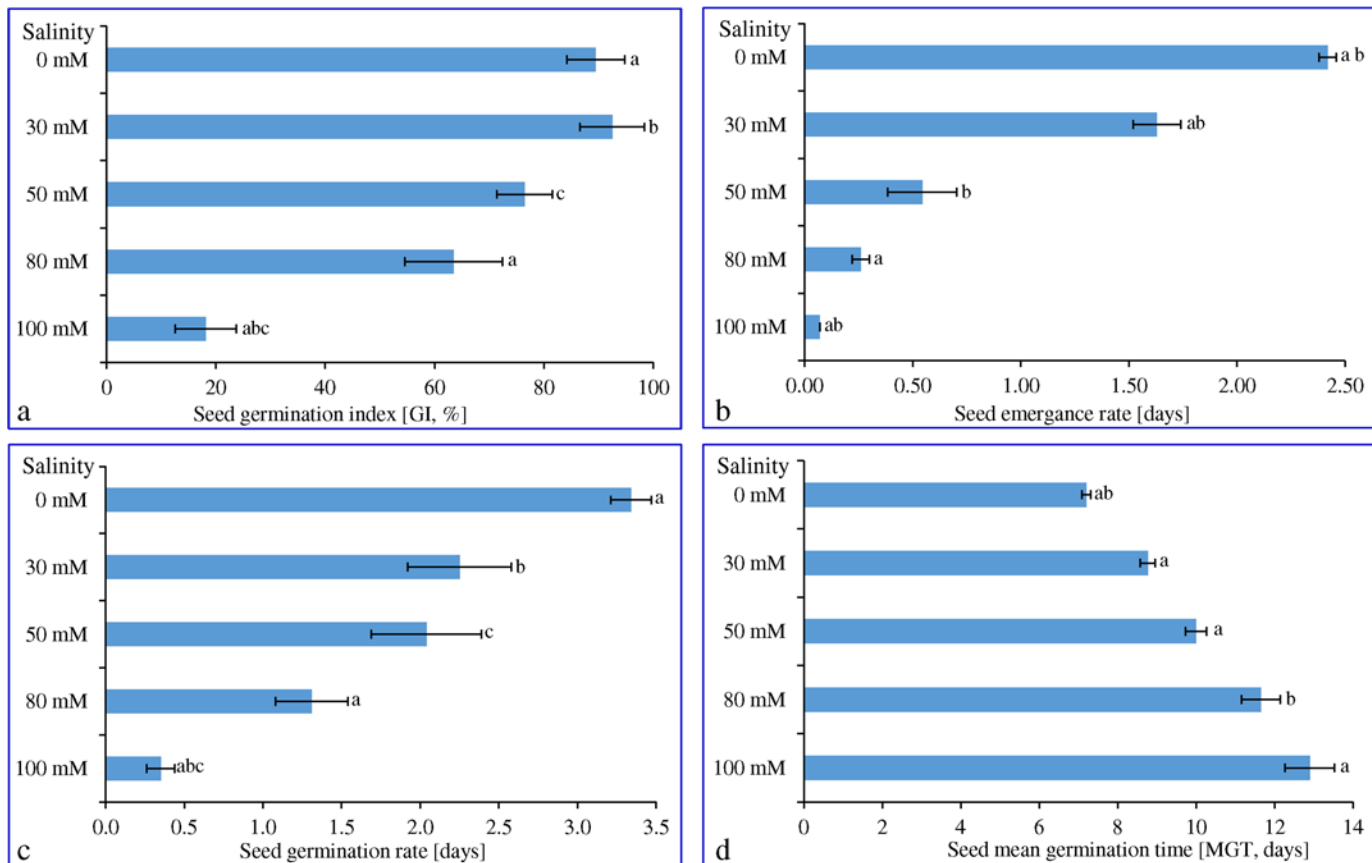 Salinity
0 mM
a
30 mM
b
50 mM
c
80 mM
a
100 mM
abc
0 20 40 60 80 100
a Seed germination index [GI, %]
Salinity
0 mM
a b
30 mM
ab
50 mM
b
80 mM
a
100 mM
ab
0.00 0.50 1.00 1.50 2.00 2.50
b Seed emergance rate [days]
Salinity
0 mM
a
30 mM
b
50 mM
c
80 mM
a
100 mM
abc
0.0 0.5 1.0 1.5 2.0 2.5 3.0 3.5
c Seed germination rate [days]
Salinity
0 mM
ab
30 mM
a
50 mM
a
80 mM
b
100 mM
a
0 2 4 6 8 10 12 14
d Seed mean germination time [MGT, days]